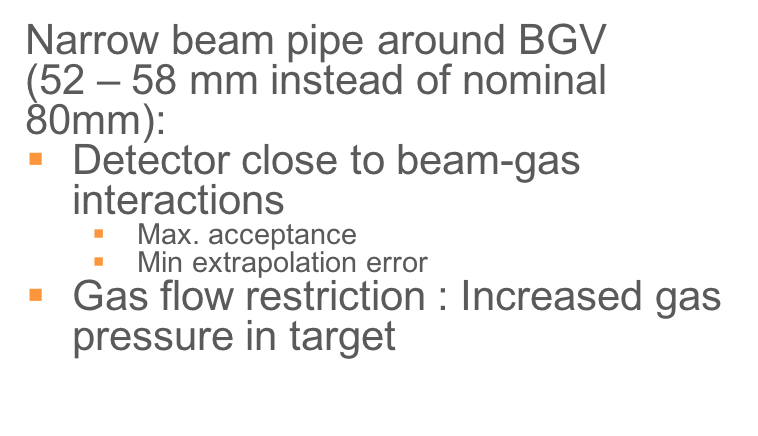 Narrow beam pipe around BGV
(52 – 58 mm instead of nominal
80mm):
▪ Detector close to beam-gas
interactions
▪ Max. acceptance
▪ Min extrapolation error
▪ Gas flow restriction : Increased gas
pressure in target